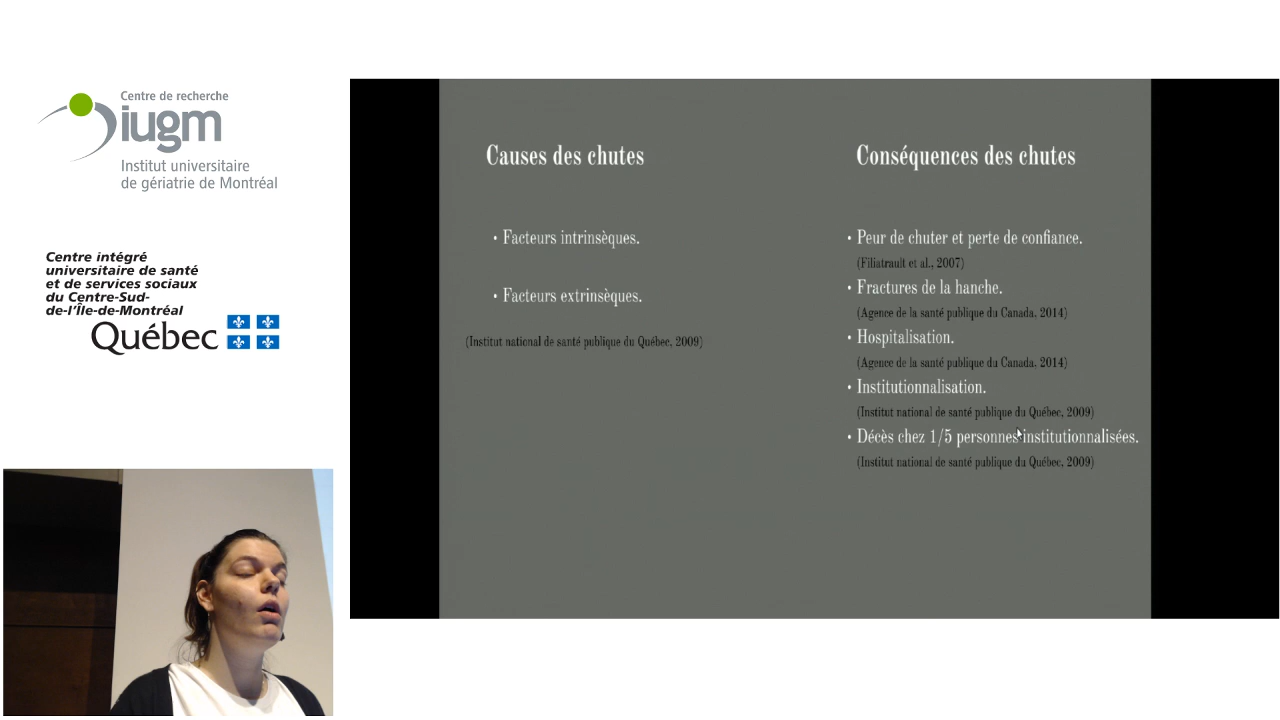 Centre de recherche
iugm
Institut universitaire
de gériatrie de Montréal
Centre intégré
universitaire de santé
et de services sociaux
du Centre-Sud-
de-l'Île-de-Montréal
Québec
Causes des chutes
• Facteurs intrinsèques.
• Facteurs extrinsèques.
(Institut national de santé publique du Québec, 2009)
Conséquences des chutes
• Peur de chuter et perte de confiance.
(Filiatrault et al., 2007)
• Fractures de la hanche.
(Agence de la santé publique du Canada, 2014)
• Hospitalisation.
(Agence de la santé publique du Canada, 2014)
• Institutionnalisation.
(Institut national de santé publique du Québec, 2009)
• Décès chez 1/5 personnes institutionnalisées.
(Institut national de santé publique du Québec, 2009)